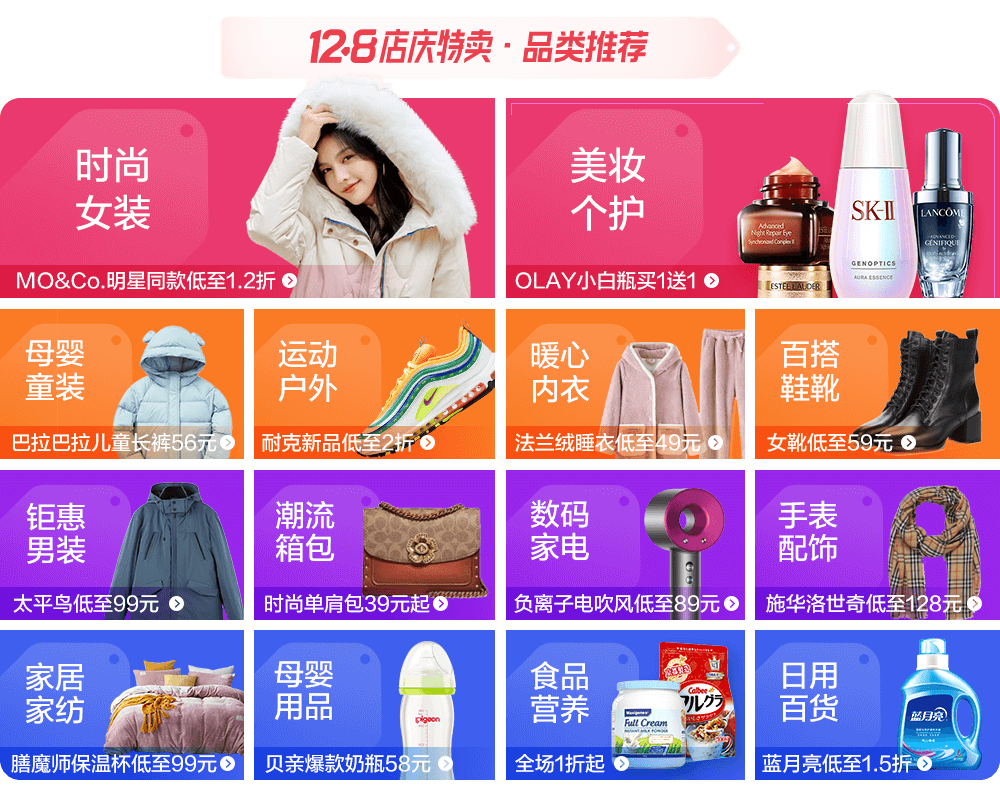 12.8店庆特卖·品类推荐
时尚
女装
MO&Co.明星同款低至1.2折
美妆
个护
Advanced
Night Repair Eye
Synchronized Complex II
ESTEE LAUDER
SK-II
GENOPTICS
AURA ESSENCE
LANCÔME
ADVANCED
GÉNIFIQUE
OLAY小白瓶买1送1
母婴
童装
巴拉巴拉儿童长裤56元
运动
户外
耐克新品低至2折
暖心
内衣
法兰绒睡衣低至49元
百搭
鞋靴
女靴低至59元
钜惠
男装
太平鸟低至99元
潮流
箱包
时尚单肩包39元起
数码
家电
负离子电吹风低至89元
手表
配饰
施华洛世奇低至128元
家居
家纺
膳魔师保温杯低至99元
母婴
用品
pigeon
贝亲爆款奶瓶58元
食品
营养
Full Cream
INSTANT MILK POWDER
Calbee
フルグラ
全场1折起
日用
百货
蓝月亮
蓝月亮低至1.5折